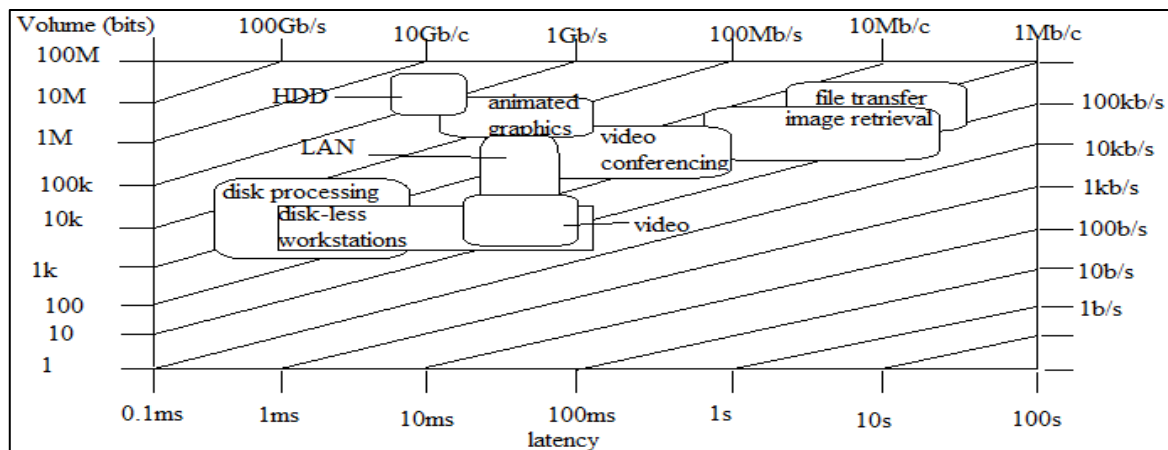 Volume (bits)
100Gb/s
10Gb/c
1Gb/s
100Mb/s
10Mb/c
1Mb/c
100M
10M
1M
100k
10k
1k
100
10
1
HDD
animated
graphics
file transfer
image retrieval
LAN
video
conferencing
disk processing
disk-less
workstations
video
100kb/s
10kb/s
1kb/s
100b/s
10b/s
1b/s
0.1ms
1ms
10ms
100ms
1s
10s
100s
latency